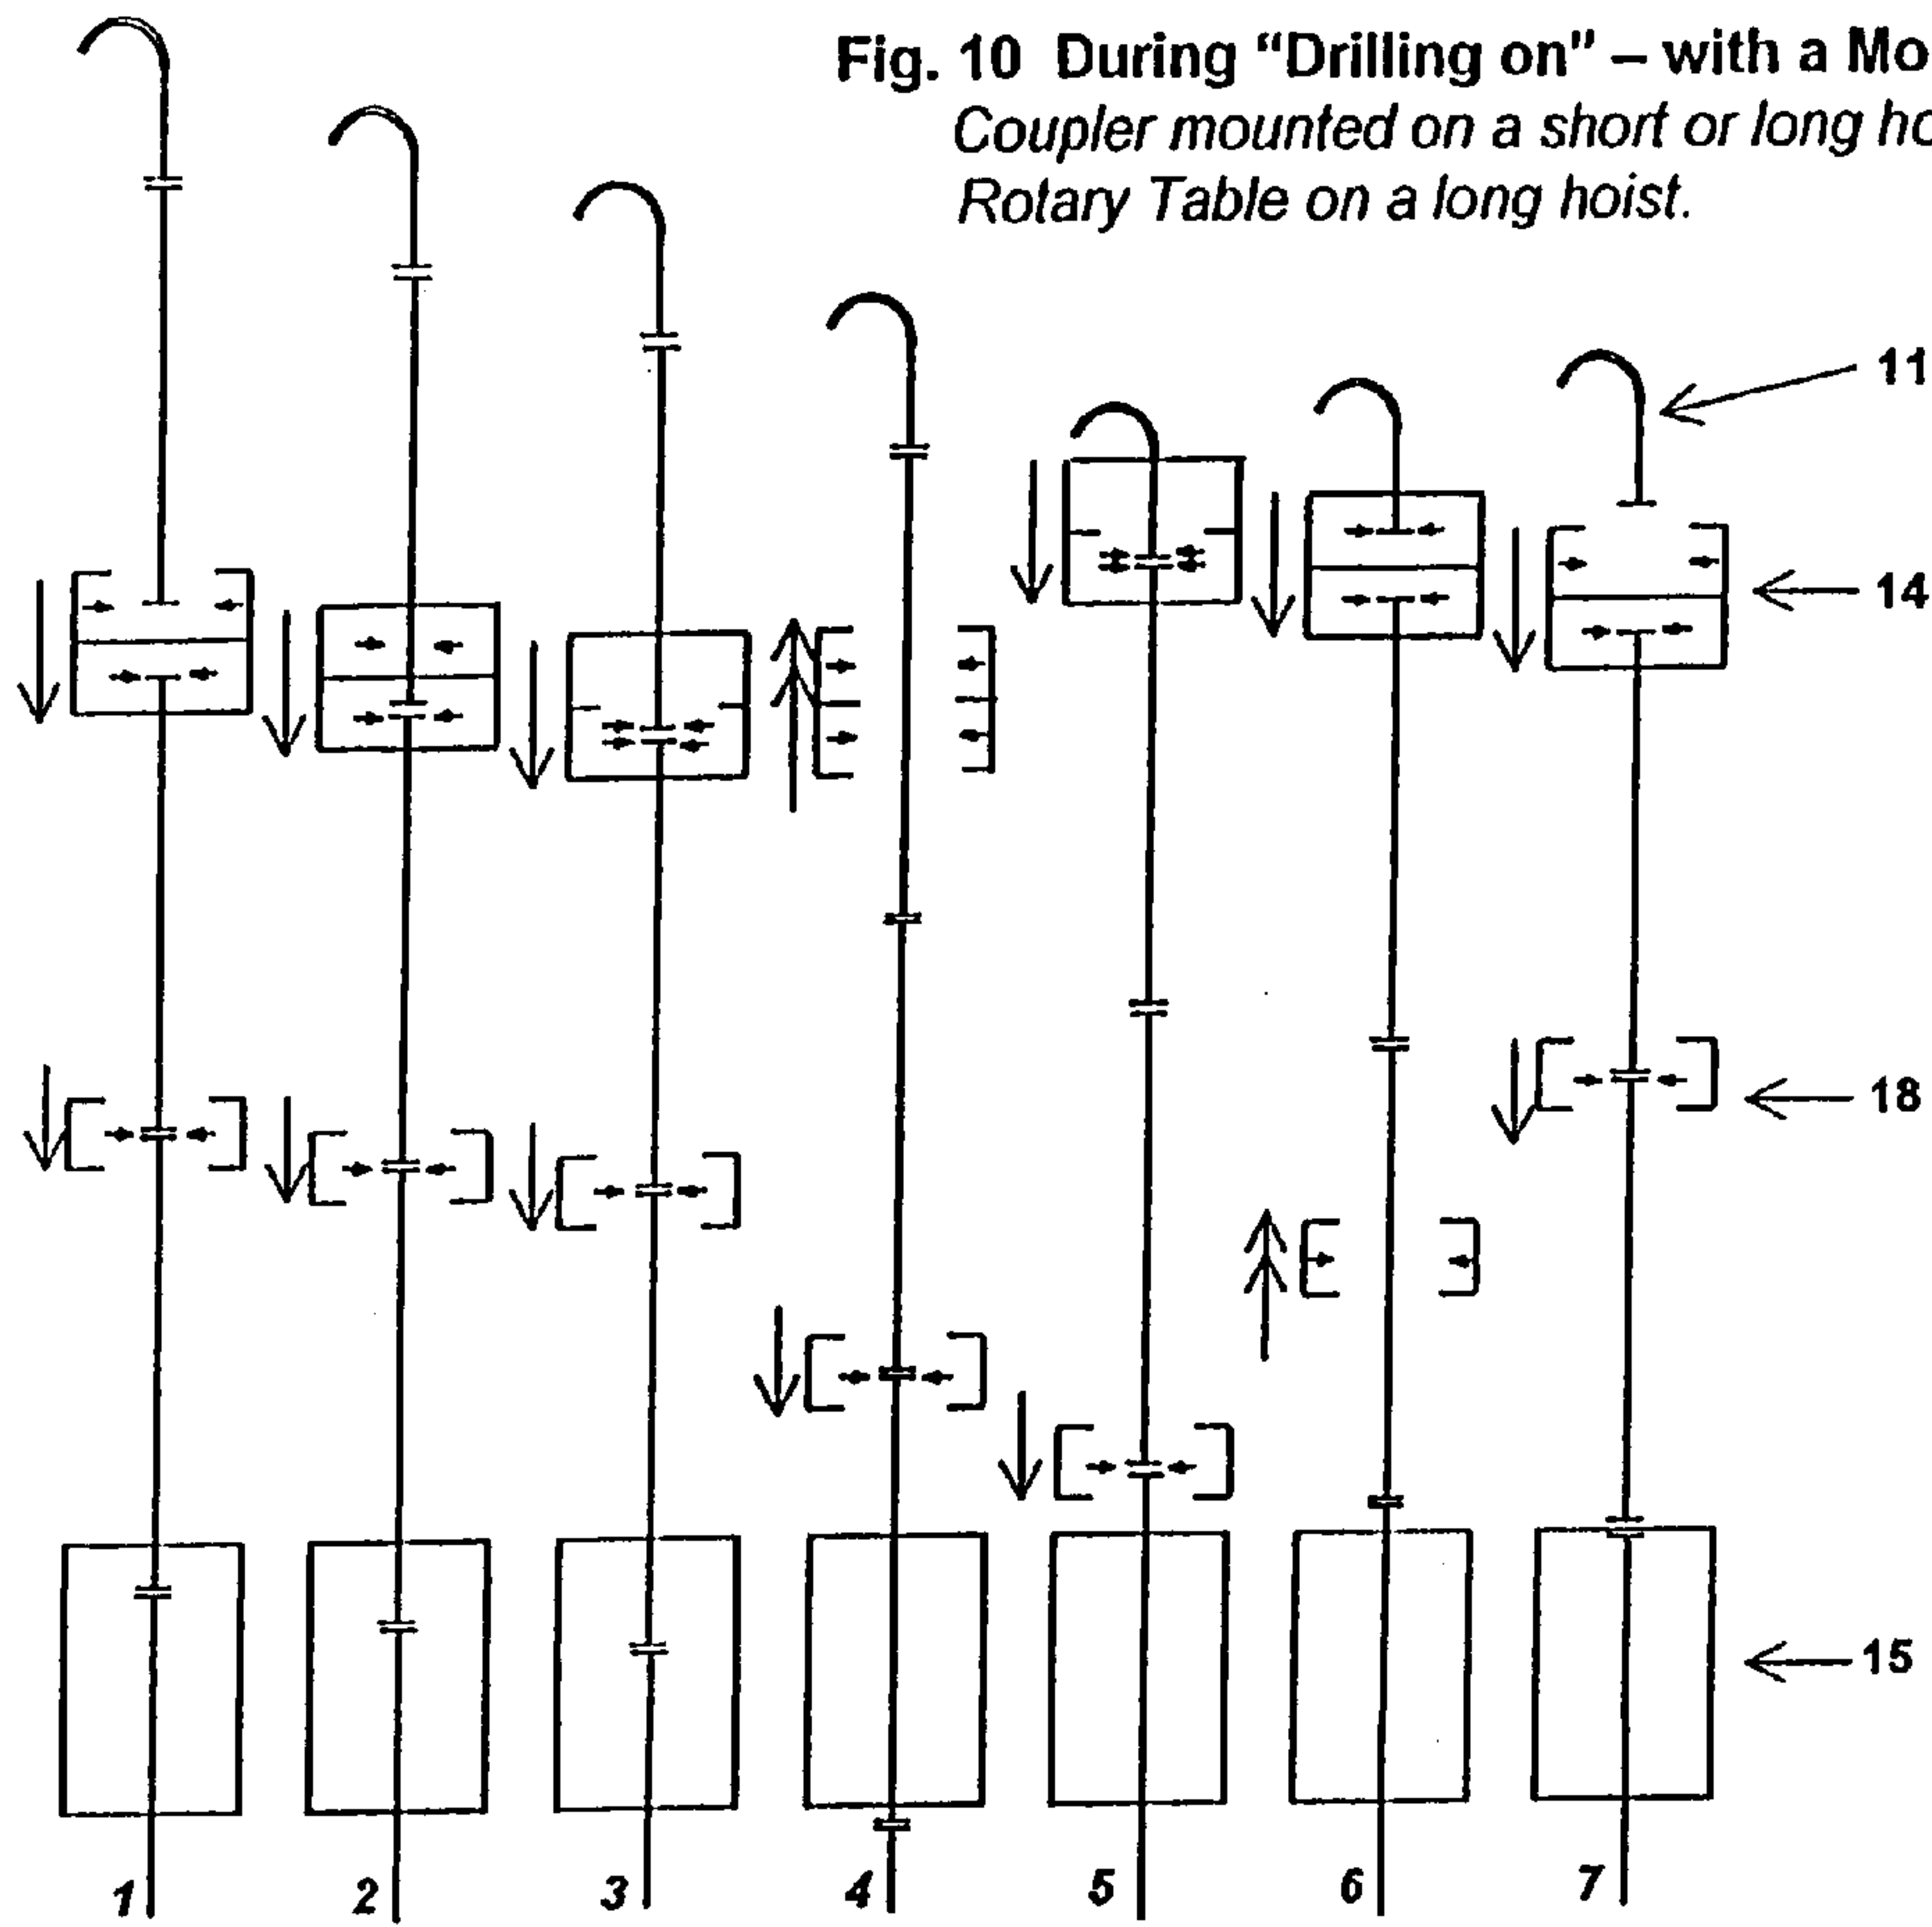 Fig. 10 During “Drilling on” – with a Mo
Coupler mounted on a short or long ho
Rotary Table on a long hoist.
11
14
18
15
1 2 3 4 5 6 7